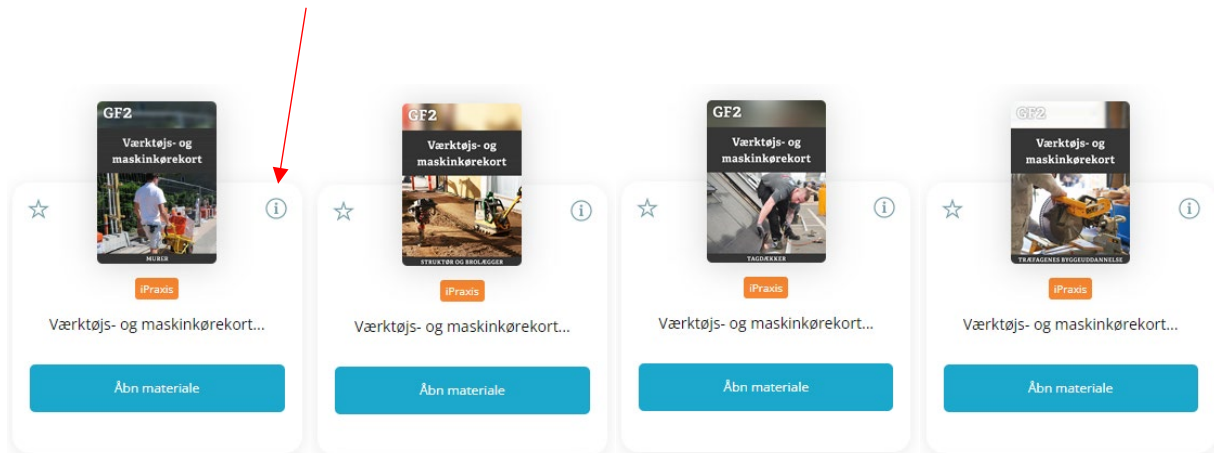 GF2
Værktøjs- og
maskinkørekort
MURER
iPraxis
Værktøjs- og maskinkørekort...
Åbn materiale
GF2
Værktøjs- og
maskinkørekort
STRUKTØR OG BROLÆGGER
iPraxis
Værktøjs- og maskinkørekort...
Åbn materiale
GF2
Værktøjs- og
maskinkørekort
TAGDÆKKER
iPraxis
Værktøjs- og maskinkørekort...
Åbn materiale
GF2
Værktøjs- og
maskinkørekort
TRÆFAGENES BYGGEUDDANNELSE
iPraxis
Værktøjs- og maskinkørekort...
Åbn materiale